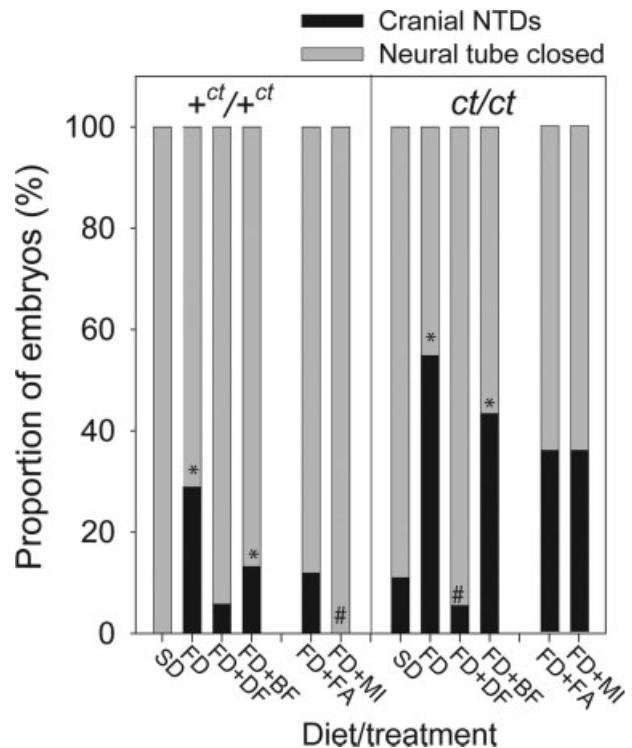 Cranial NTDs
Neural tube closed
+ct/+ct
ct/ct
Proportion of embryos (%)
100
80
60
40
20
0
*
*
#
*
#
*
SD
FD
FD+DF
FD+BF
FD+FA
FD+MI
SD
FD
FD+DF
FD+BF
FD+FA
FD+MI
Diet/treatment